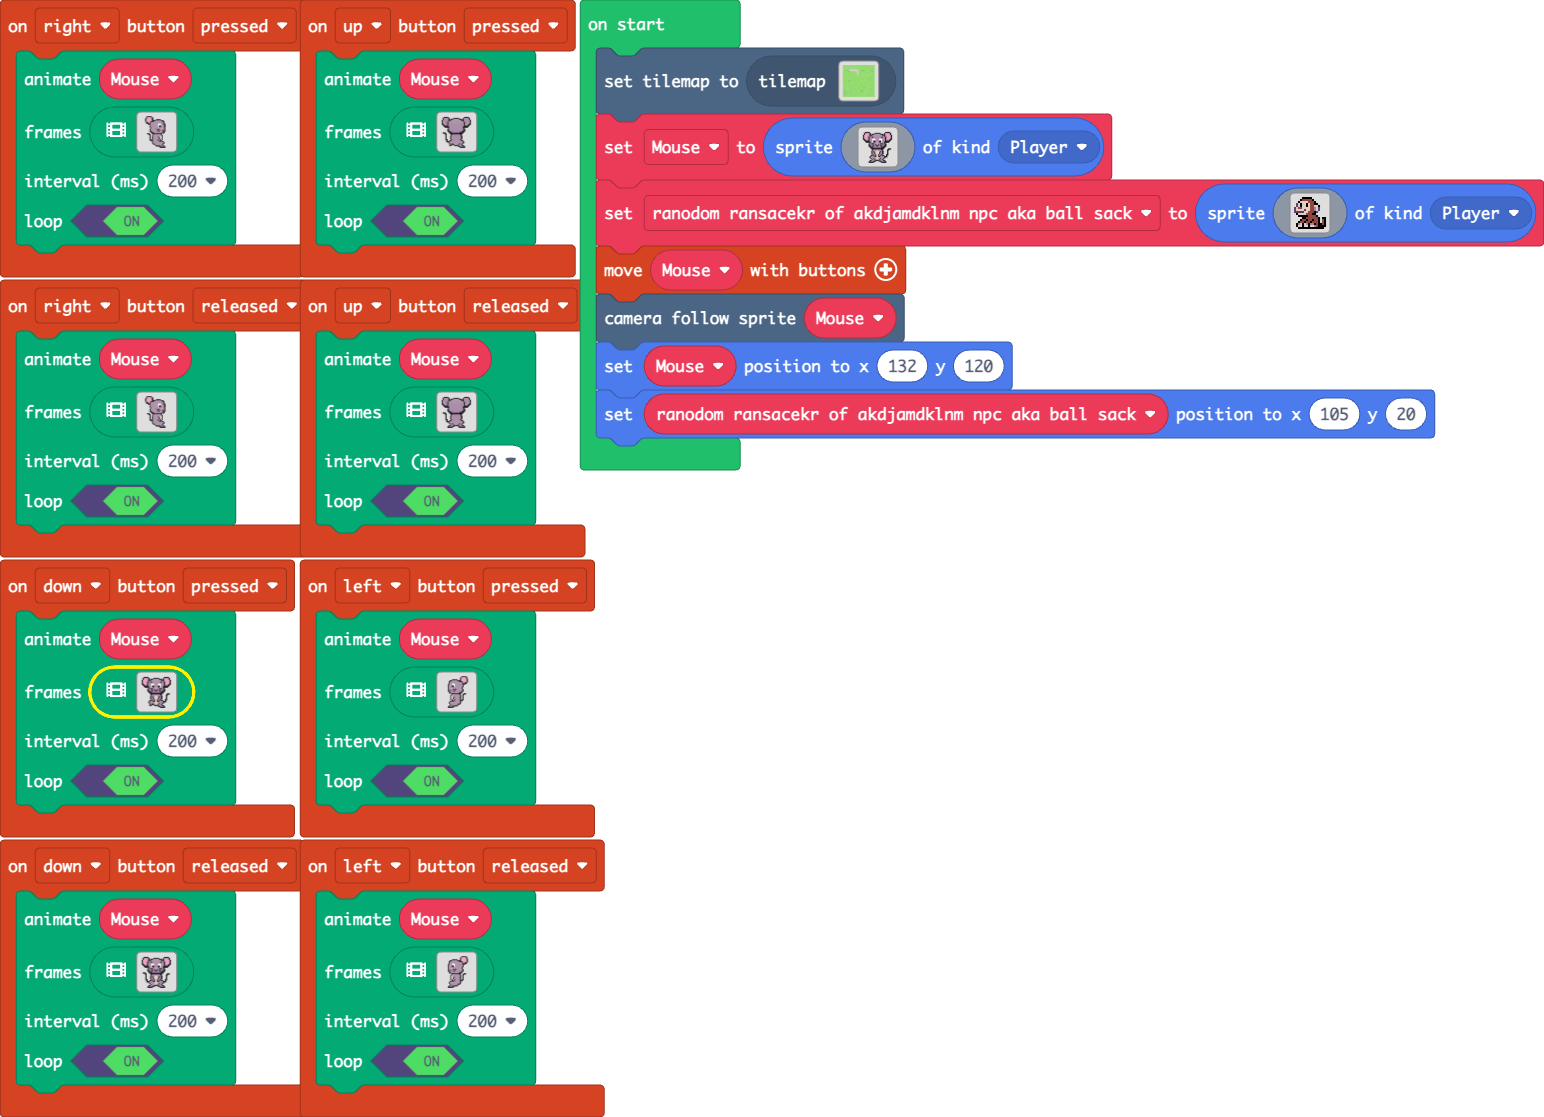 on right button pressed
animate Mouse
frames
interval (ms) 200
loop ON
on up button pressed
animate Mouse
frames
interval (ms) 200
loop ON
on start
set tilemap to tilemap
set Mouse to sprite of kind Player
set ranodom ransacekr of akdjamdklnm npc aka ball sack to sprite of kind Player
move Mouse with buttons
camera follow sprite Mouse
set Mouse position to x 132 y 120
set ranodom ransacekr of akdjamdklnm npc aka ball sack position to x 105 y 20
on right button released
animate Mouse
frames
interval (ms) 200
loop ON
on up button released
animate Mouse
frames
interval (ms) 200
loop ON
on down button pressed
animate Mouse
frames
interval (ms) 200
loop ON
on left button pressed
animate Mouse
frames
interval (ms) 200
loop ON
on down button released
animate Mouse
frames
interval (ms) 200
loop ON
on left button released
animate Mouse
frames
interval (ms) 200
loop ON